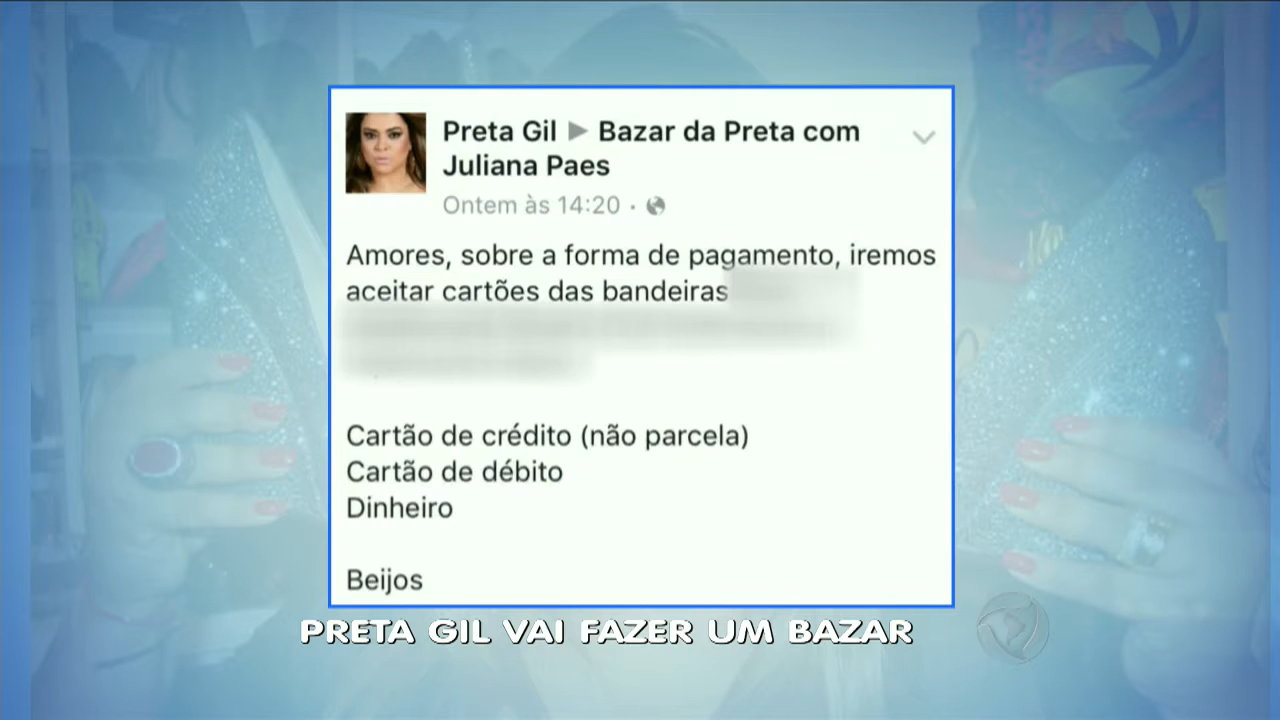 Preta Gil ▶ Bazar da Preta com
Juliana Paes
Ontem às 14:20 ·
Amores, sobre a forma de pagamento, iremos
aceitar cartões das bandeiras
Cartão de crédito (não parcela)
Cartão de débito
Dinheiro
Beijos
PRETA GIL VAI FAZER UM BAZAR